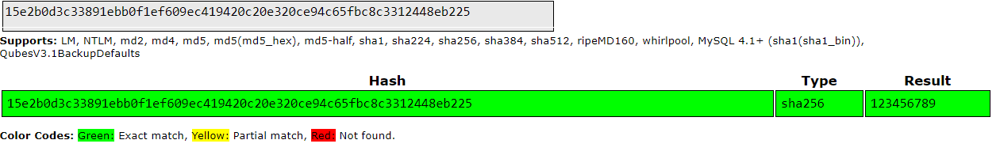 15e2b0d3c33891ebb0f1ef609ec419420c20e320ce94c65fbc8c3312448eb225
Supports: LM, NTLM, md2, md4, md5, md5(md5_hex), md5-half, sha1, sha224, sha256, sha384, sha512, ripeMD160, whirlpool, MySQL 4.1+ (sha1(sha1_bin)),
QubesV3.1BackupDefaults
Hash Type Result
15e2b0d3c33891ebb0f1ef609ec419420c20e320ce94c65fbc8c3312448eb225 sha256 123456789
Color Codes: Green: Exact match, Yellow: Partial match, Red: Not found.